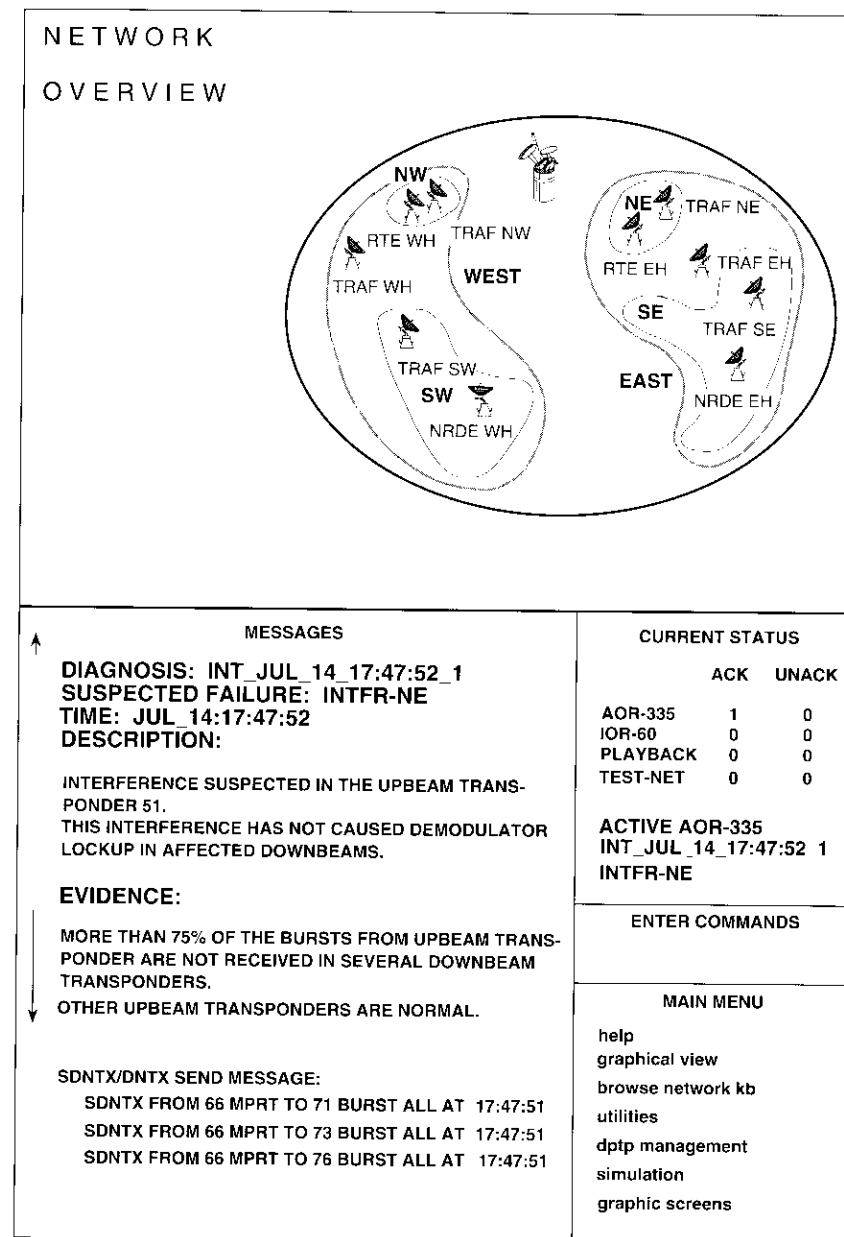 NETWORK
OVERVIEW
NW
NE
TRAF NE
RTE WH
TRAF NW
RTE EH
TRAF EH
TRAF WH
WEST
SE
TRAF SE
TRAF SW
EAST
SW
NRDE EH
NRDE WH
MESSAGES
DIAGNOSIS: INT_JUL_14_17:47:52_1
SUSPECTED FAILURE: INTFR-NE
TIME: JUL_14:17:47:52
DESCRIPTION:
INTERFERENCE SUSPECTED IN THE UPBEAM TRANS-
PONDER 51.
THIS INTERFERENCE HAS NOT CAUSED DEMODULATOR
LOCKUP IN AFFECTED DOWNBEAMS.
EVIDENCE:
MORE THAN 75% OF THE BURSTS FROM UPBEAM TRANS-
PONDER ARE NOT RECEIVED IN SEVERAL DOWNBEAM
TRANSPONDERS.
OTHER UPBEAM TRANSPONDERS ARE NORMAL.
SDNTX/DNTX SEND MESSAGE:
SDNTX FROM 66 MPRT TO 71 BURST ALL AT 17:47:51
SDNTX FROM 66 MPRT TO 73 BURST ALL AT 17:47:51
SDNTX FROM 66 MPRT TO 76 BURST ALL AT 17:47:51
CURRENT STATUS
ACK UNACK
AOR-335 1 0
IOR-60 0 0
PLAYBACK 0 0
TEST-NET 0 0
ACTIVE AOR-335
INT_JUL_14_17:47:52 1
INTFR-NE
ENTER COMMANDS
MAIN MENU
help
graphical view
browse network kb
utilities
dptp management
simulation
graphic screens